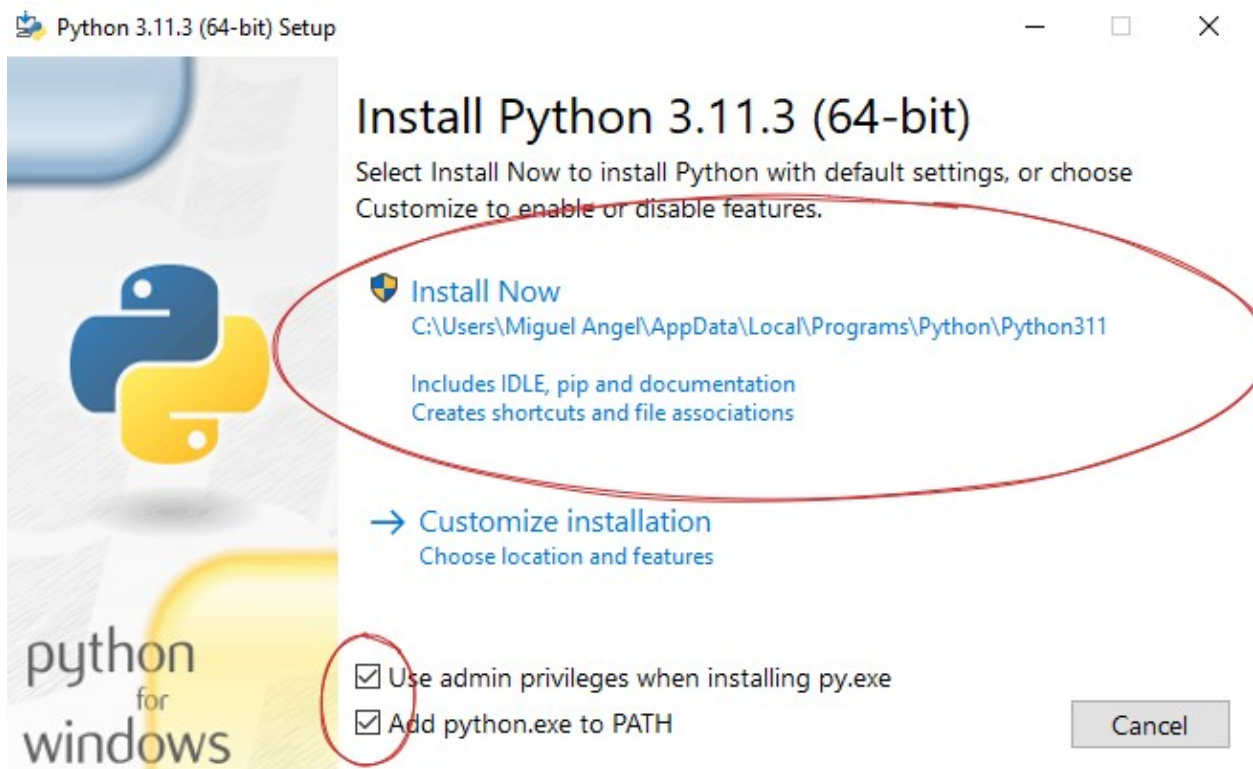 Python 3.11.3 (64-bit) Setup
Install Python 3.11.3 (64-bit)
Select Install Now to install Python with default settings, or choose
Customize to enable or disable features.
Install Now
C:\Users\Miguel Angel\AppData\Local\Programs\Python\Python311
Includes IDLE, pip and documentation
Creates shortcuts and file associations
Customize installation
Choose location and features
python
for
windows
Use admin privileges when installing py.exe
Add python.exe to PATH
Cancel